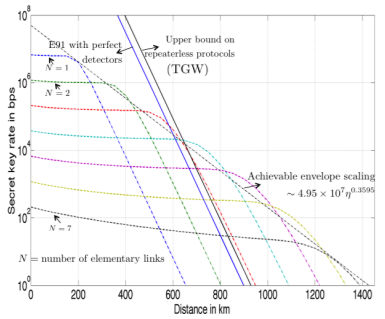 10^8
10^6
10^4
10^2
10^0
Secret key rate in bps
E91 with perfect
detectors
N = 1
N = 2
Upper bound on
repeaterless protocols
(TGW)
Achievable envelope scaling
∼ 4.95 × 10^7η^0.3595
N = 7
N = number of elementary links
0 200 400 600 800 1000 1200 1400
Distance in km